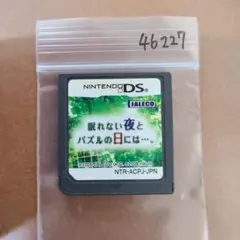 46227
NINTENDO DS
JALECO
眠れない夜と
パズルの日には…。
NTR-ACPJ-JPN